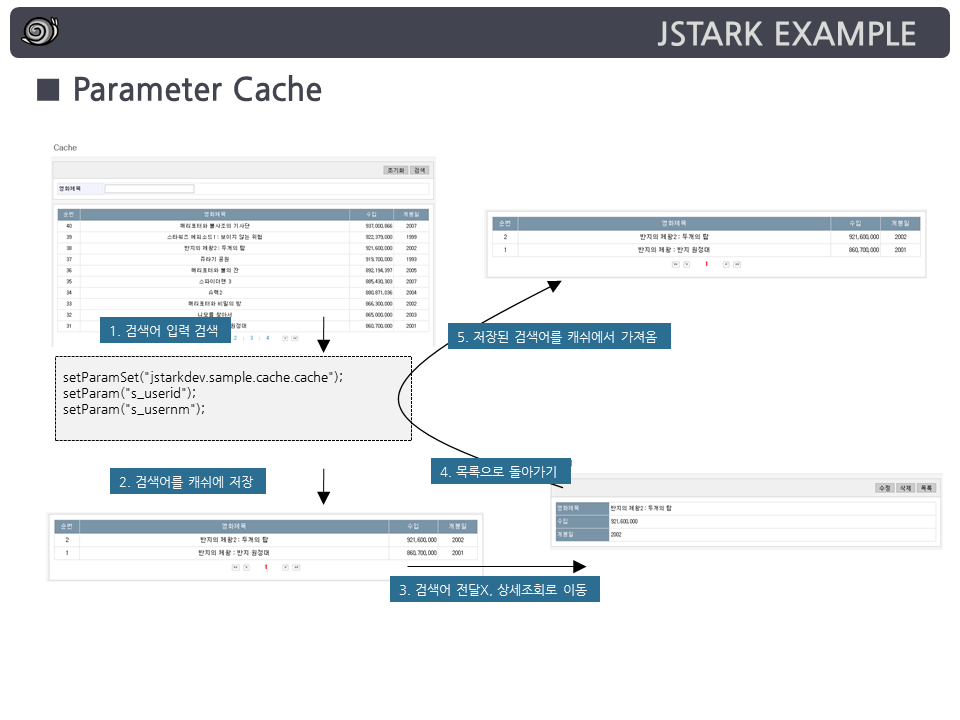 JSTARK EXAMPLE
■ Parameter Cache
Cache
초기화 검색
영화제목
순번 영화제목 수입 개봉일
40 해리포터와 불사조의 기사단 937,000,866 2007
39 스타워즈 에피소드1 : 보이지 않는 위험 922,379,000 1999
38 반지의 제왕2 : 두개의 탑 921,600,000 2002
37 쥬라기 공원 919,700,000 1993
36 해리포터와 불의 잔 892,194,397 2005
35 스파이더맨 3 885,430,303 2007
34 슈렉2 880,871,036 2004
33 해리포터와 비밀의 방 866,300,000 2002
32 니모를 찾아서 865,000,000 2003
31 원정대 860,700,000 2001
2 : 3 : 4
1. 검색어 입력 검색
setParamSet("jstarkdev.sample.cache.cache");
setParam("s_userid");
setParam("s_usernm");
2. 검색어를 캐쉬에 저장
순번 영화제목 수입 개봉일
2 반지의 제왕2 : 두개의 탑 921,600,000 2002
1 반지의 제왕 : 반지 원정대 860,700,000 2001
1
3. 검색어 전달X, 상세조회로 이동
수정 삭제 목록
영화제목 반지의 제왕2 : 두개의 탑
수입 921,600,000
개봉일 2002
4. 목록으로 돌아가기
5. 저장된 검색어를 캐쉬에서 가져옴
순번 영화제목 수입 개봉일
2 반지의 제왕2 : 두개의 탑 921,600,000 2002
1 반지의 제왕 : 반지 원정대 860,700,000 2001
1